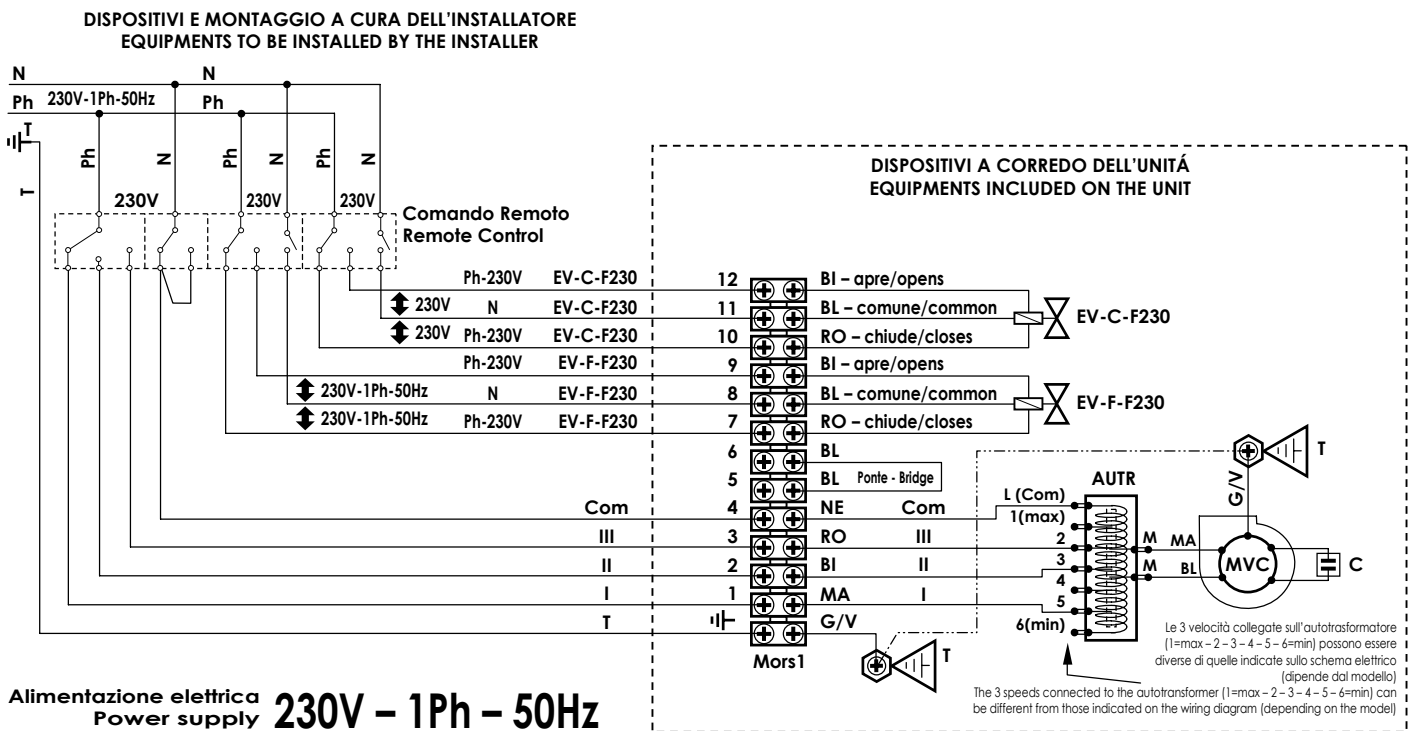 DISPOSITIVI E MONTAGGIO A CURA DELL'INSTALLATORE
EQUIPMENTS TO BE INSTALLED BY THE INSTALLER
N N
Ph 230V-1Ph-50Hz Ph
T
T
Ph N Ph N Ph N
230V 230V 230V
Comando Remoto
Remote Control
DISPOSITIVI A CORREDO DELL'UNITÁ
EQUIPMENTS INCLUDED ON THE UNIT
Ph-230V EV-C-F230 12 BI – apre/opens
230V N EV-C-F230 11 BL – comune/common
EV-C-F230
230V Ph-230V EV-C-F230 10 RO – chiude/closes
Ph-230V EV-F-F230 9 BI – apre/opens
230V-1Ph-50Hz N EV-F-F230 8 BL – comune/common
EV-F-F230
230V-1Ph-50Hz Ph-230V EV-F-F230 7 RO – chiude/closes
6 BL
5 BL Ponte - Bridge
Com 4 NE Com
III 3 RO III
II 2 BI II
I 1 MA I
T G/V
Mors1
T
AUTR
L (Com)
1(max)
2
3
4
5
6(min)
M MA
M BL
MVC
C
G/V
T
Le 3 velocità collegate sull'autotrasformatore
(1=max – 2 – 3 – 4 – 5 – 6=min) possono essere
diverse di quelle indicate sullo schema elettrico
(dipende dal modello)
The 3 speeds connected to the autotransformer (1=max – 2 – 3 – 4 – 5 – 6=min) can
be different from those indicated on the wiring diagram (depending on the model)
Alimentazione elettrica
Power supply
230V – 1Ph – 50Hz